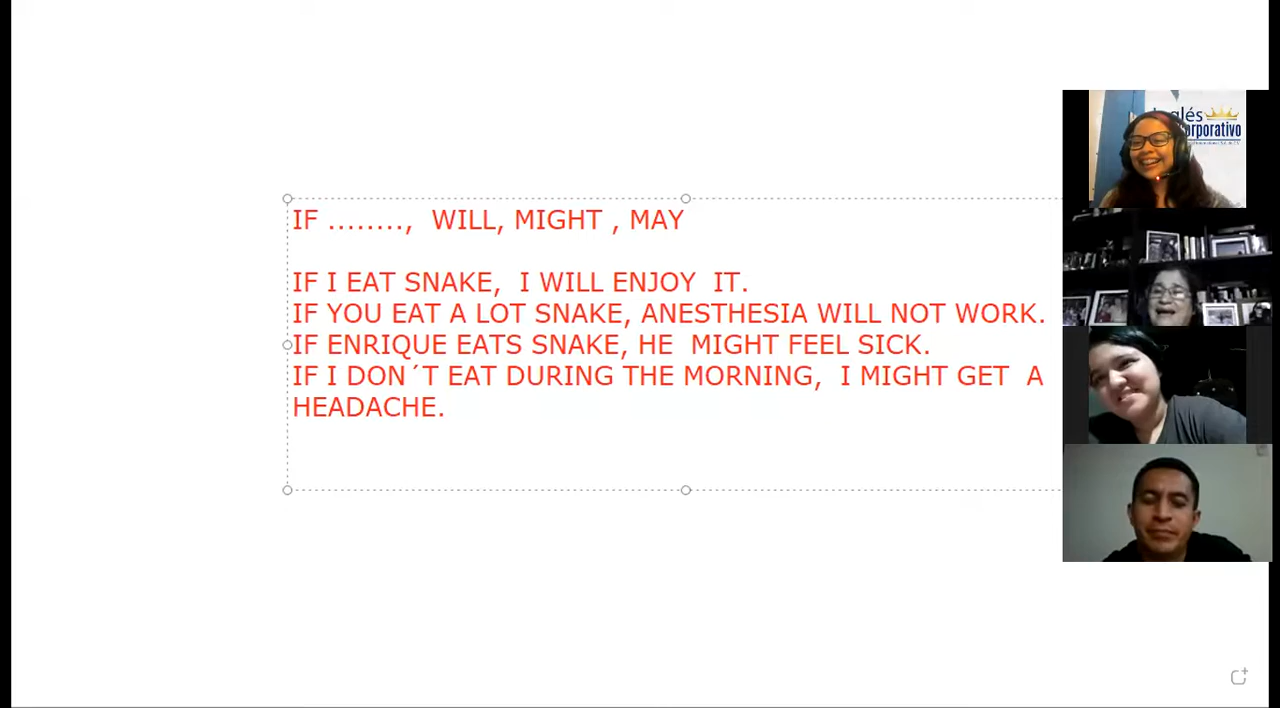 IF ........, WILL, MIGHT , MAY
IF I EAT SNAKE, I WILL ENJOY IT.
IF YOU EAT A LOT SNAKE, ANESTHESIA WILL NOT WORK.
IF ENRIQUE EATS SNAKE, HE MIGHT FEEL SICK.
IF I DON´T EAT DURING THE MORNING, I MIGHT GET A
HEADACHE.